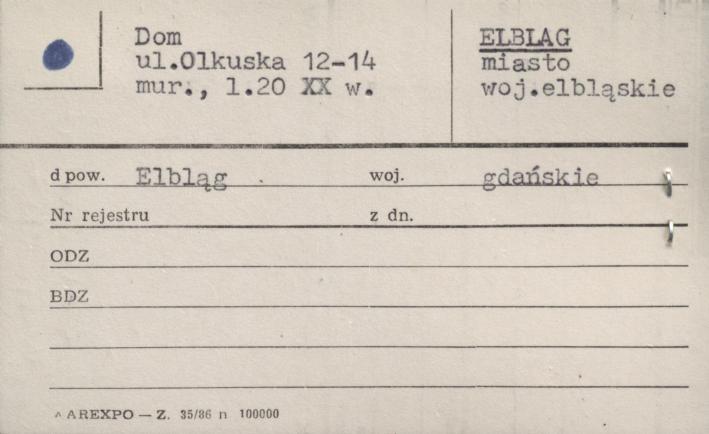 Dom
ul.Olkuska 12-14
mur., l.20 XX w.
ELBLAG
miasto
woj.elbląskie
d pow. Elbląg woj. gdańskie
Nr rejestru z dn.
ODZ
BDZ
^ AREXPO — Z. 35/86 n 100000